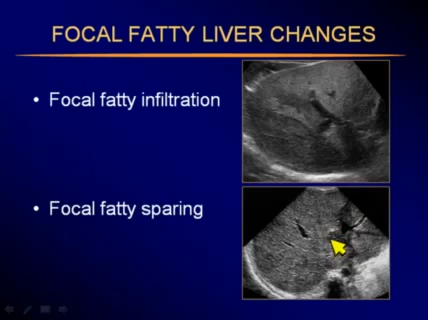 FOCAL FATTY LIVER CHANGES
• Focal fatty infiltration
• Focal fatty sparing